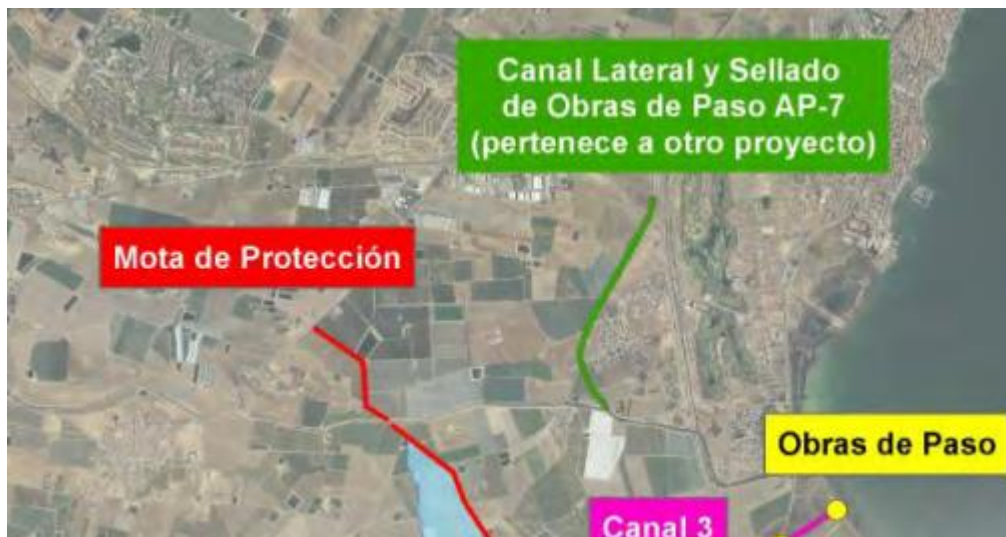 Canal Lateral y Sellado
de Obras de Paso AP-7
(pertenece a otro proyecto)
Mota de Protección
Obras de Paso
Canal 3